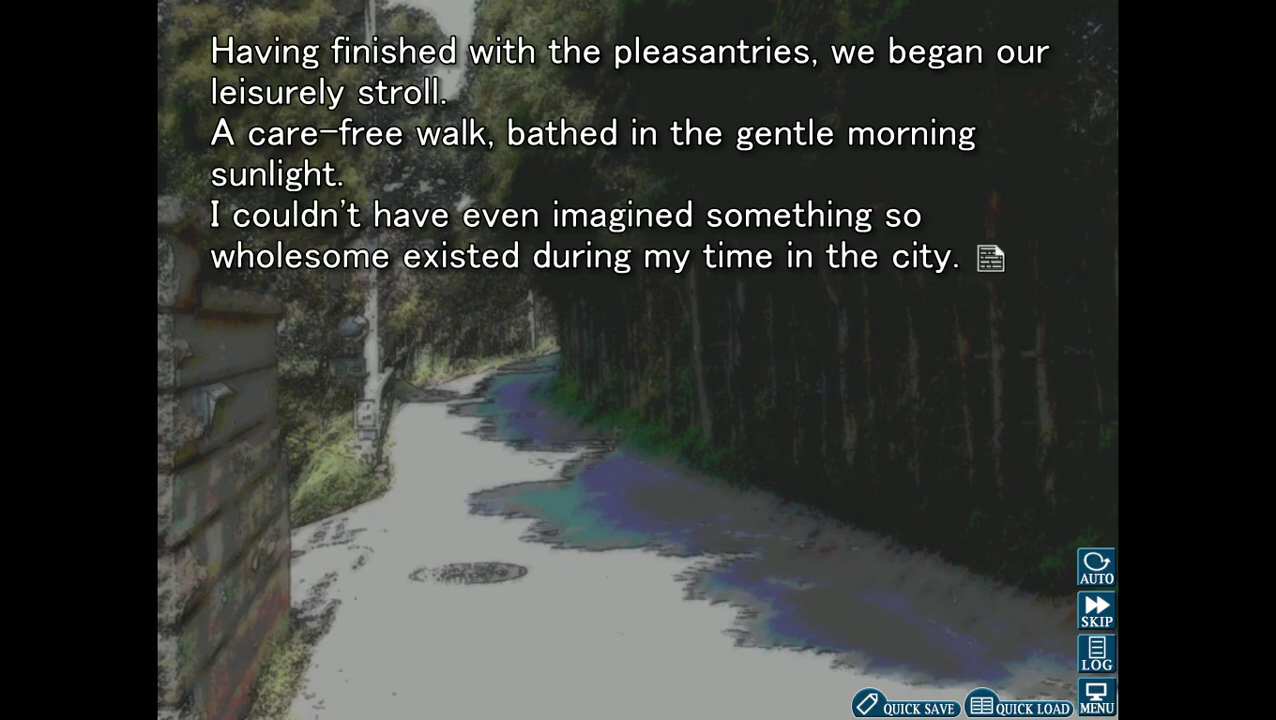 Having finished with the pleasantries, we began our
leisurely stroll.
A care-free walk, bathed in the gentle morning
sunlight.
I couldn't have even imagined something so
wholesome existed during my time in the city.
AUTO
SKIP
LOG
MENU
QUICK SAVE
QUICK LOAD